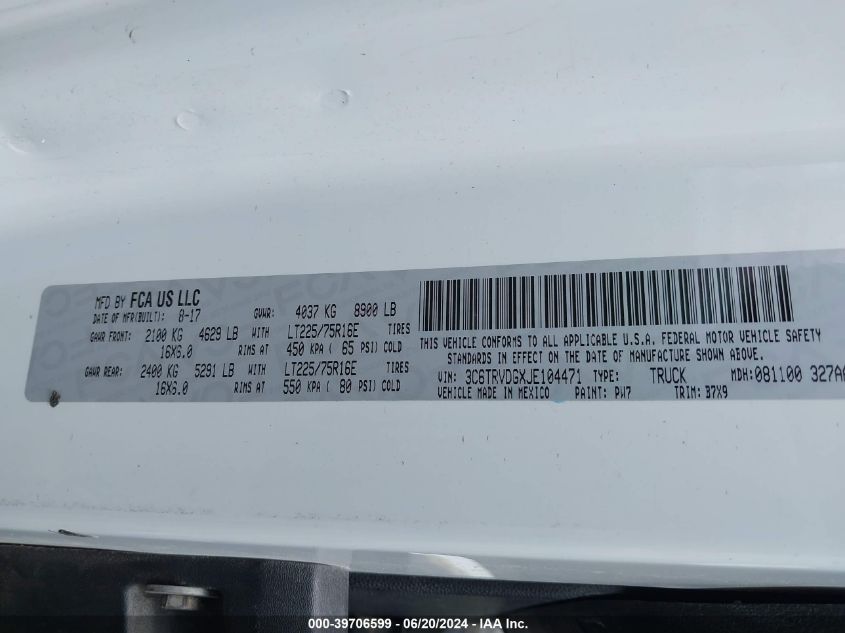 MFD BY FCA US LLC
DATE OF MFR(BUILT): 8-17 GVWR: 4037 KG 8900 LB
GAWR FRONT: 2100 KG 4629 LB WITH LT225/75R16E TIRES
16X6.0 RIMS AT 450 KPA ( 65 PSI) COLD
GAWR REAR: 2400 KG 5291 LB WITH LT225/75R16E TIRES
16X6.0 RIMS AT 550 KPA ( 80 PSI) COLD
THIS VEHICLE CONFORMS TO ALL APPLICABLE U.S.A. FEDERAL MOTOR VEHICLE SAFETY
STANDARDS IN EFFECT ON THE DATE OF MANUFACTURE SHOWN ABOVE.
VIN: 3C6TRVDGXJE104471 TYPE: TRUCK MDH:081100 327AA
VEHICLE MADE IN MEXICO PAINT: PW7 TRIM: B7X9
000-39706599 - 06/20/2024 - IAA Inc.